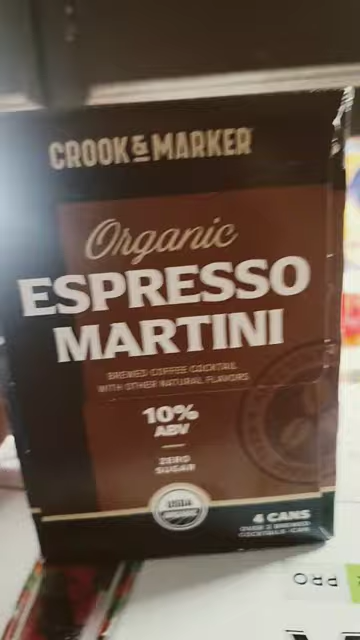 CROOK & MARKER
Organic
ESPRESSO
MARTINI
BREWED COFFEE COCKTAIL
WITH OTHER NATURAL FLAVORS
10%
ABV
ZERO
SUGAR
USDA
ORGANIC
4 CANS
PRO